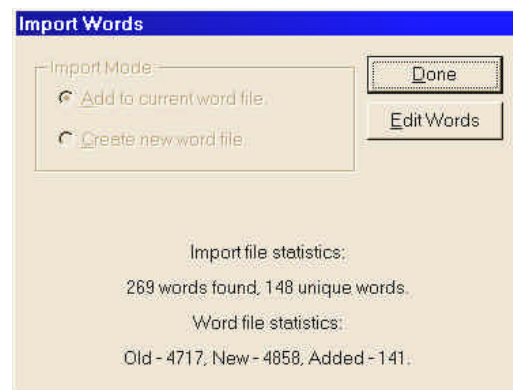 Import Words
Import Mode:
Add to current word file.
Create new word file.
Done
Edit Words
Import file statistics:
269 words found, 148 unique words.
Word file statistics:
Old - 4717, New - 4858, Added - 141.